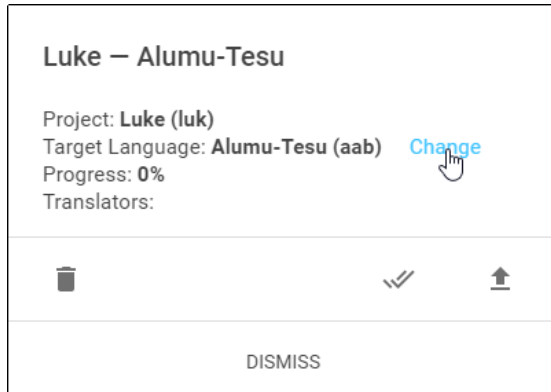 Luke — Alumu-Tesu
Project: Luke (luk)
Target Language: Alumu-Tesu (aab) Change
Progress: 0%
Translators:
DISMISS